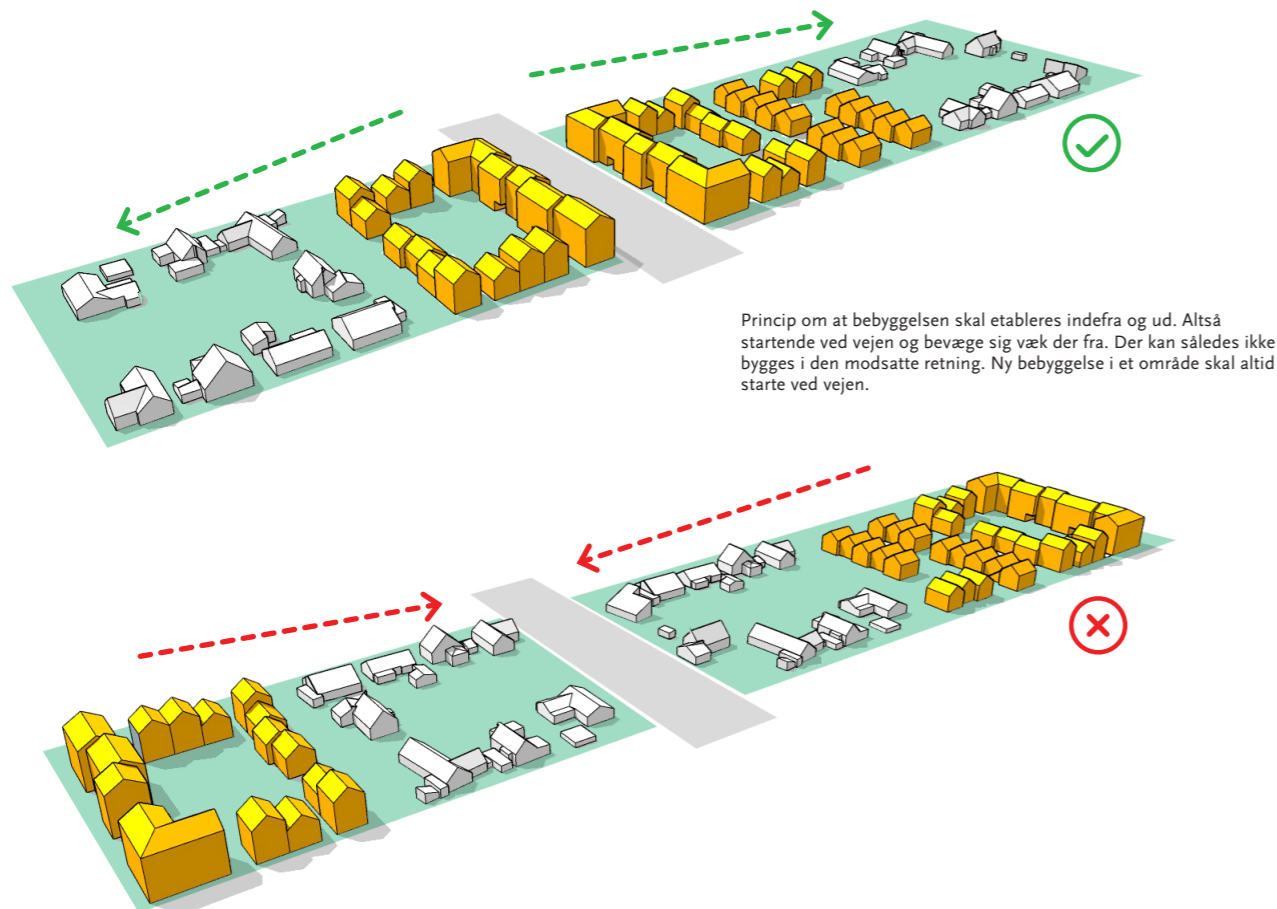 Princip om at bebyggelsen skal etableres indefra og ud. Altså
startende ved vejen og bevæge sig væk der fra. Der kan således ikke
bygges i den modsatte retning. Ny bebyggelse i et område skal altid
starte ved vejen.